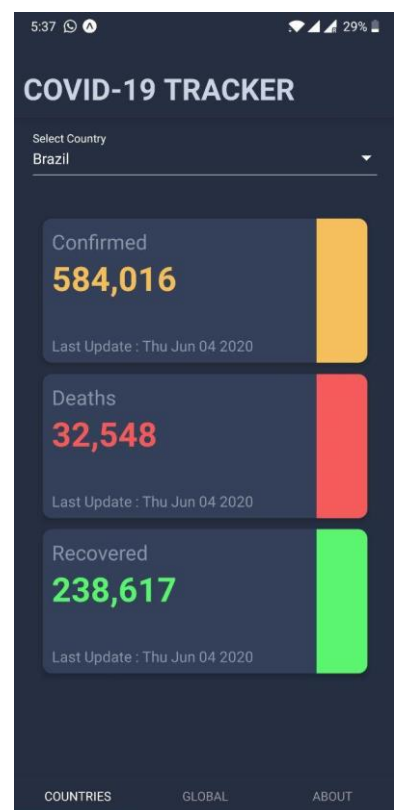 5:37 29%
COVID-19 TRACKER
Select Country
Brazil
Confirmed
584,016
Last Update : Thu Jun 04 2020
Deaths
32,548
Last Update : Thu Jun 04 2020
Recovered
238,617
Last Update : Thu Jun 04 2020
COUNTRIES GLOBAL ABOUT